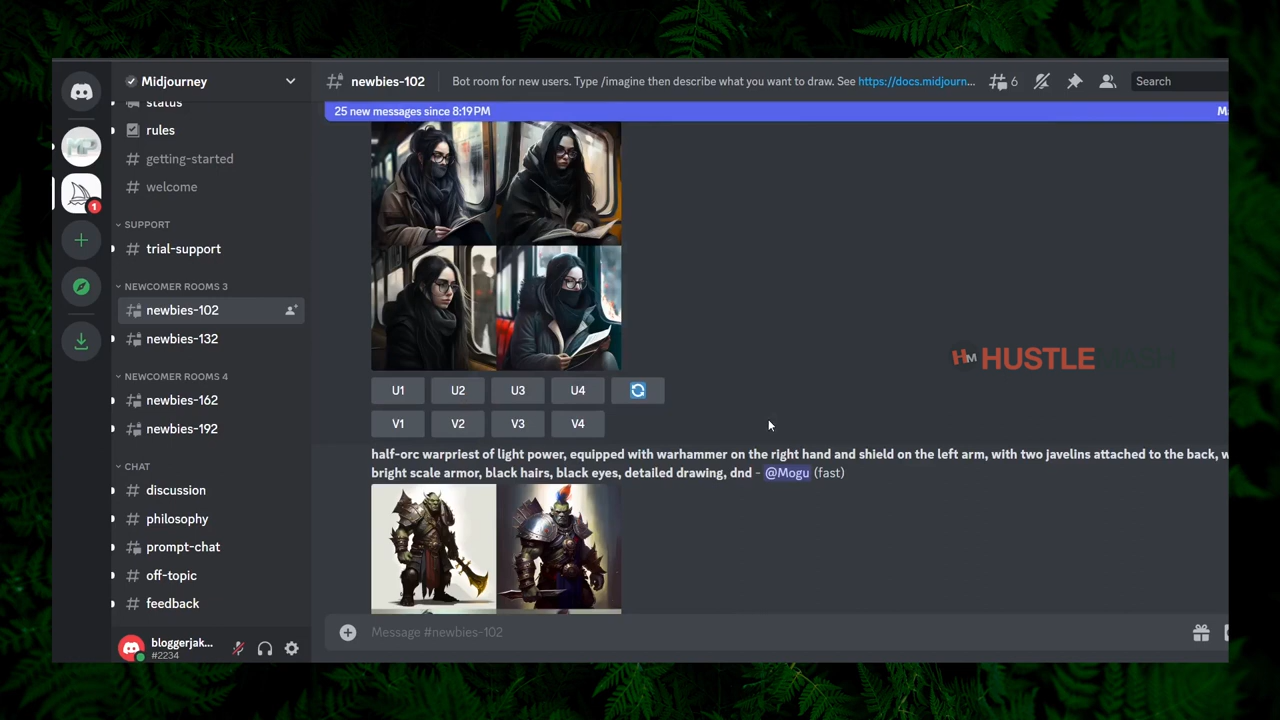 Midjourney
status
rules
getting-started
welcome
SUPPORT
trial-support
NEWCOMER ROOMS 3
newbies-102
newbies-132
NEWCOMER ROOMS 4
newbies-162
newbies-192
CHAT
discussion
philosophy
prompt-chat
off-topic
feedback
bloggerjak...
#2234
newbies-102
Bot room for new users. Type /imagine then describe what you want to draw. See https://docs.midjourn...
6
Search
25 new messages since 8:19 PM
1
U1 U2 U3 U4
V1 V2 V3 V4
HM HUSTLE MASH
half-orc warpriest of light power, equipped with warhammer on the right hand and shield on the left arm, with two javelins attached to the back, w
bright scale armor, black hairs, black eyes, detailed drawing, dnd - @Mogu (fast)
Message #newbies-102